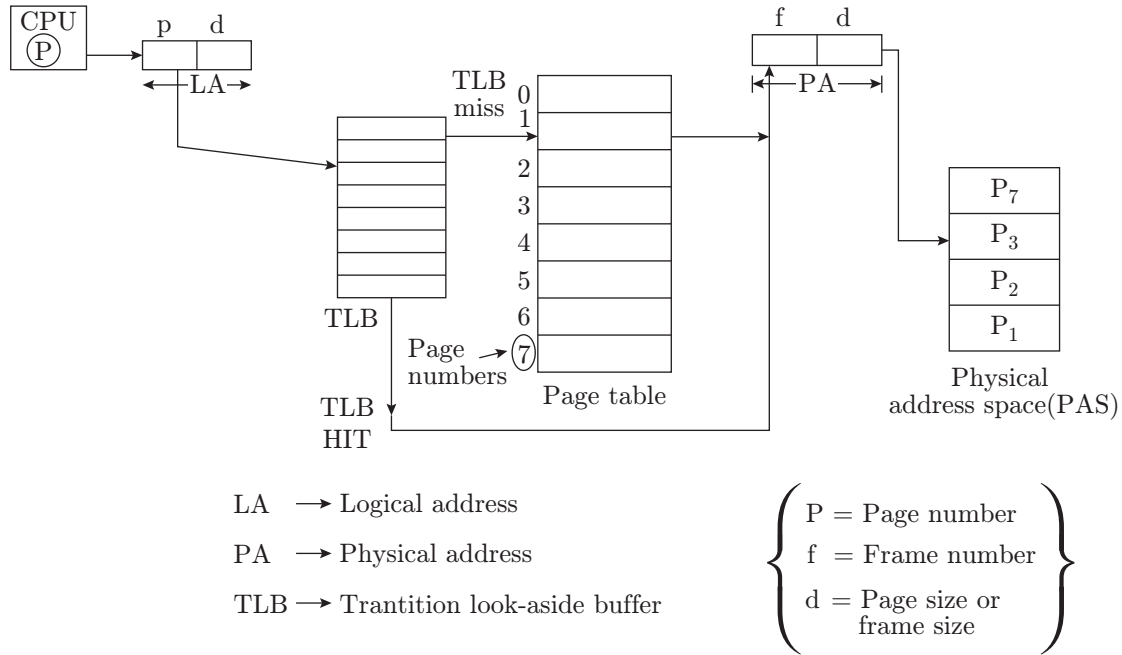 CPU
P
p d
LA
TLB
miss
0
1
2
3
4
5
6
7
Page
numbers
Page table
TLB
TLB
HIT
f d
PA
P7
P3
P2
P1
Physical
address space(PAS)
LA → Logical address
PA → Physical address
TLB → Trantition look-aside buffer
P = Page number
f = Frame number
d = Page size or
frame size